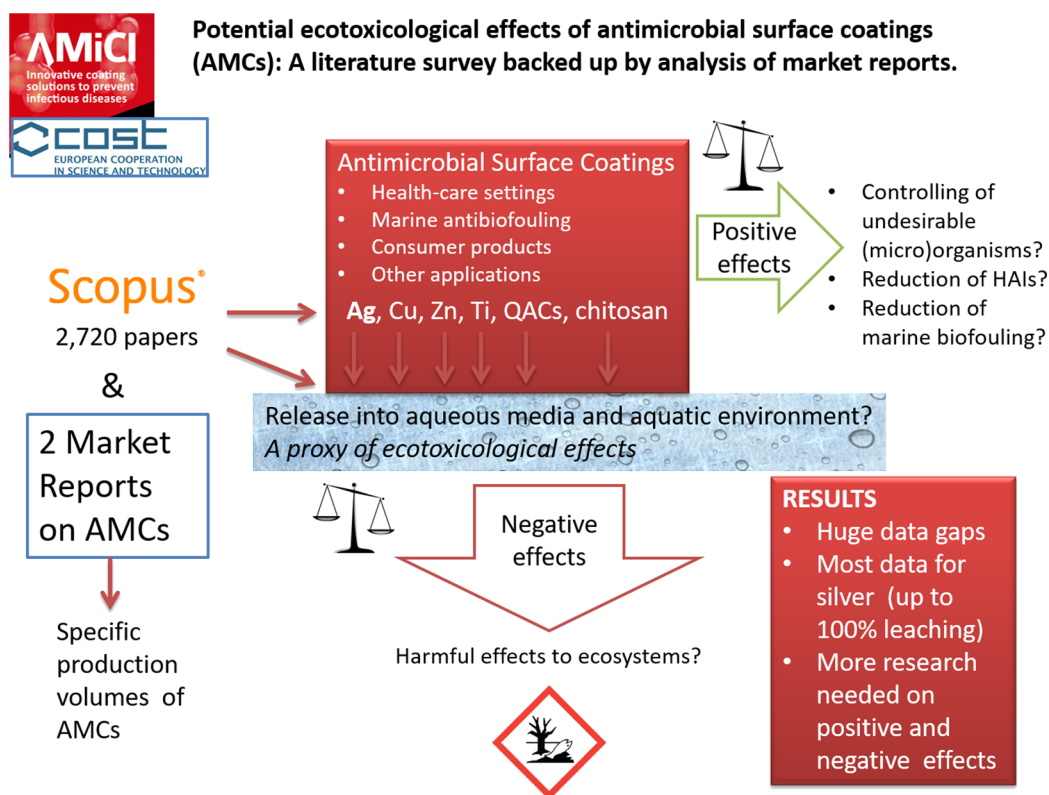 Potential ecotoxicological effects of antimicrobial surface coatings
(AMCs): A literature survey backed up by analysis of market reports.
AMiCI
Innovative coating
solutions to prevent
infectious diseases
cost
EUROPEAN COOPERATION
IN SCIENCE AND TECHNOLOGY
Scopus®
2,720 papers
&
2 Market
Reports
on AMCs
Specific
production
volumes of
AMCs
Antimicrobial Surface Coatings
• Health-care settings
• Marine antibiofouling
• Consumer products
• Other applications
Ag, Cu, Zn, Ti, QACs, chitosan
Release into aqueous media and aquatic environment?
A proxy of ecotoxicological effects
Positive
effects
• Controlling of
undesirable
(micro)organisms?
• Reduction of HAIs?
• Reduction of
marine biofouling?
Negative
effects
Harmful effects to ecosystems?
RESULTS
• Huge data gaps
• Most data for
silver (up to
100% leaching)
• More research
needed on
positive and
negative effects